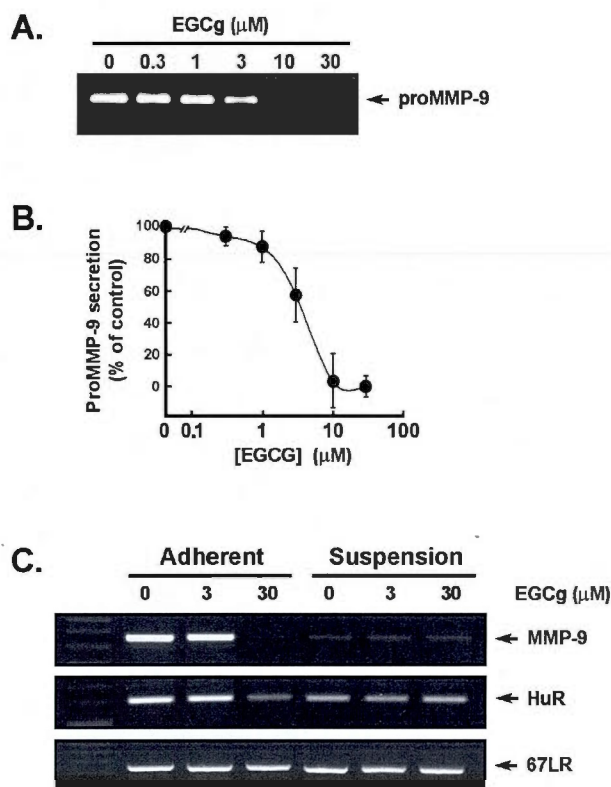 A.
EGCg (µM)
0 0.3 1 3 10 30
proMMP-9
B.
ProMMP-9 secretion
(% of control)
100
80
60
40
20
0
0 0.1 1 10 100
[EGCG] (µM)
C.
Adherent Suspension
0 3 30 0 3 30 EGCg (µM)
MMP-9
HuR
67LR